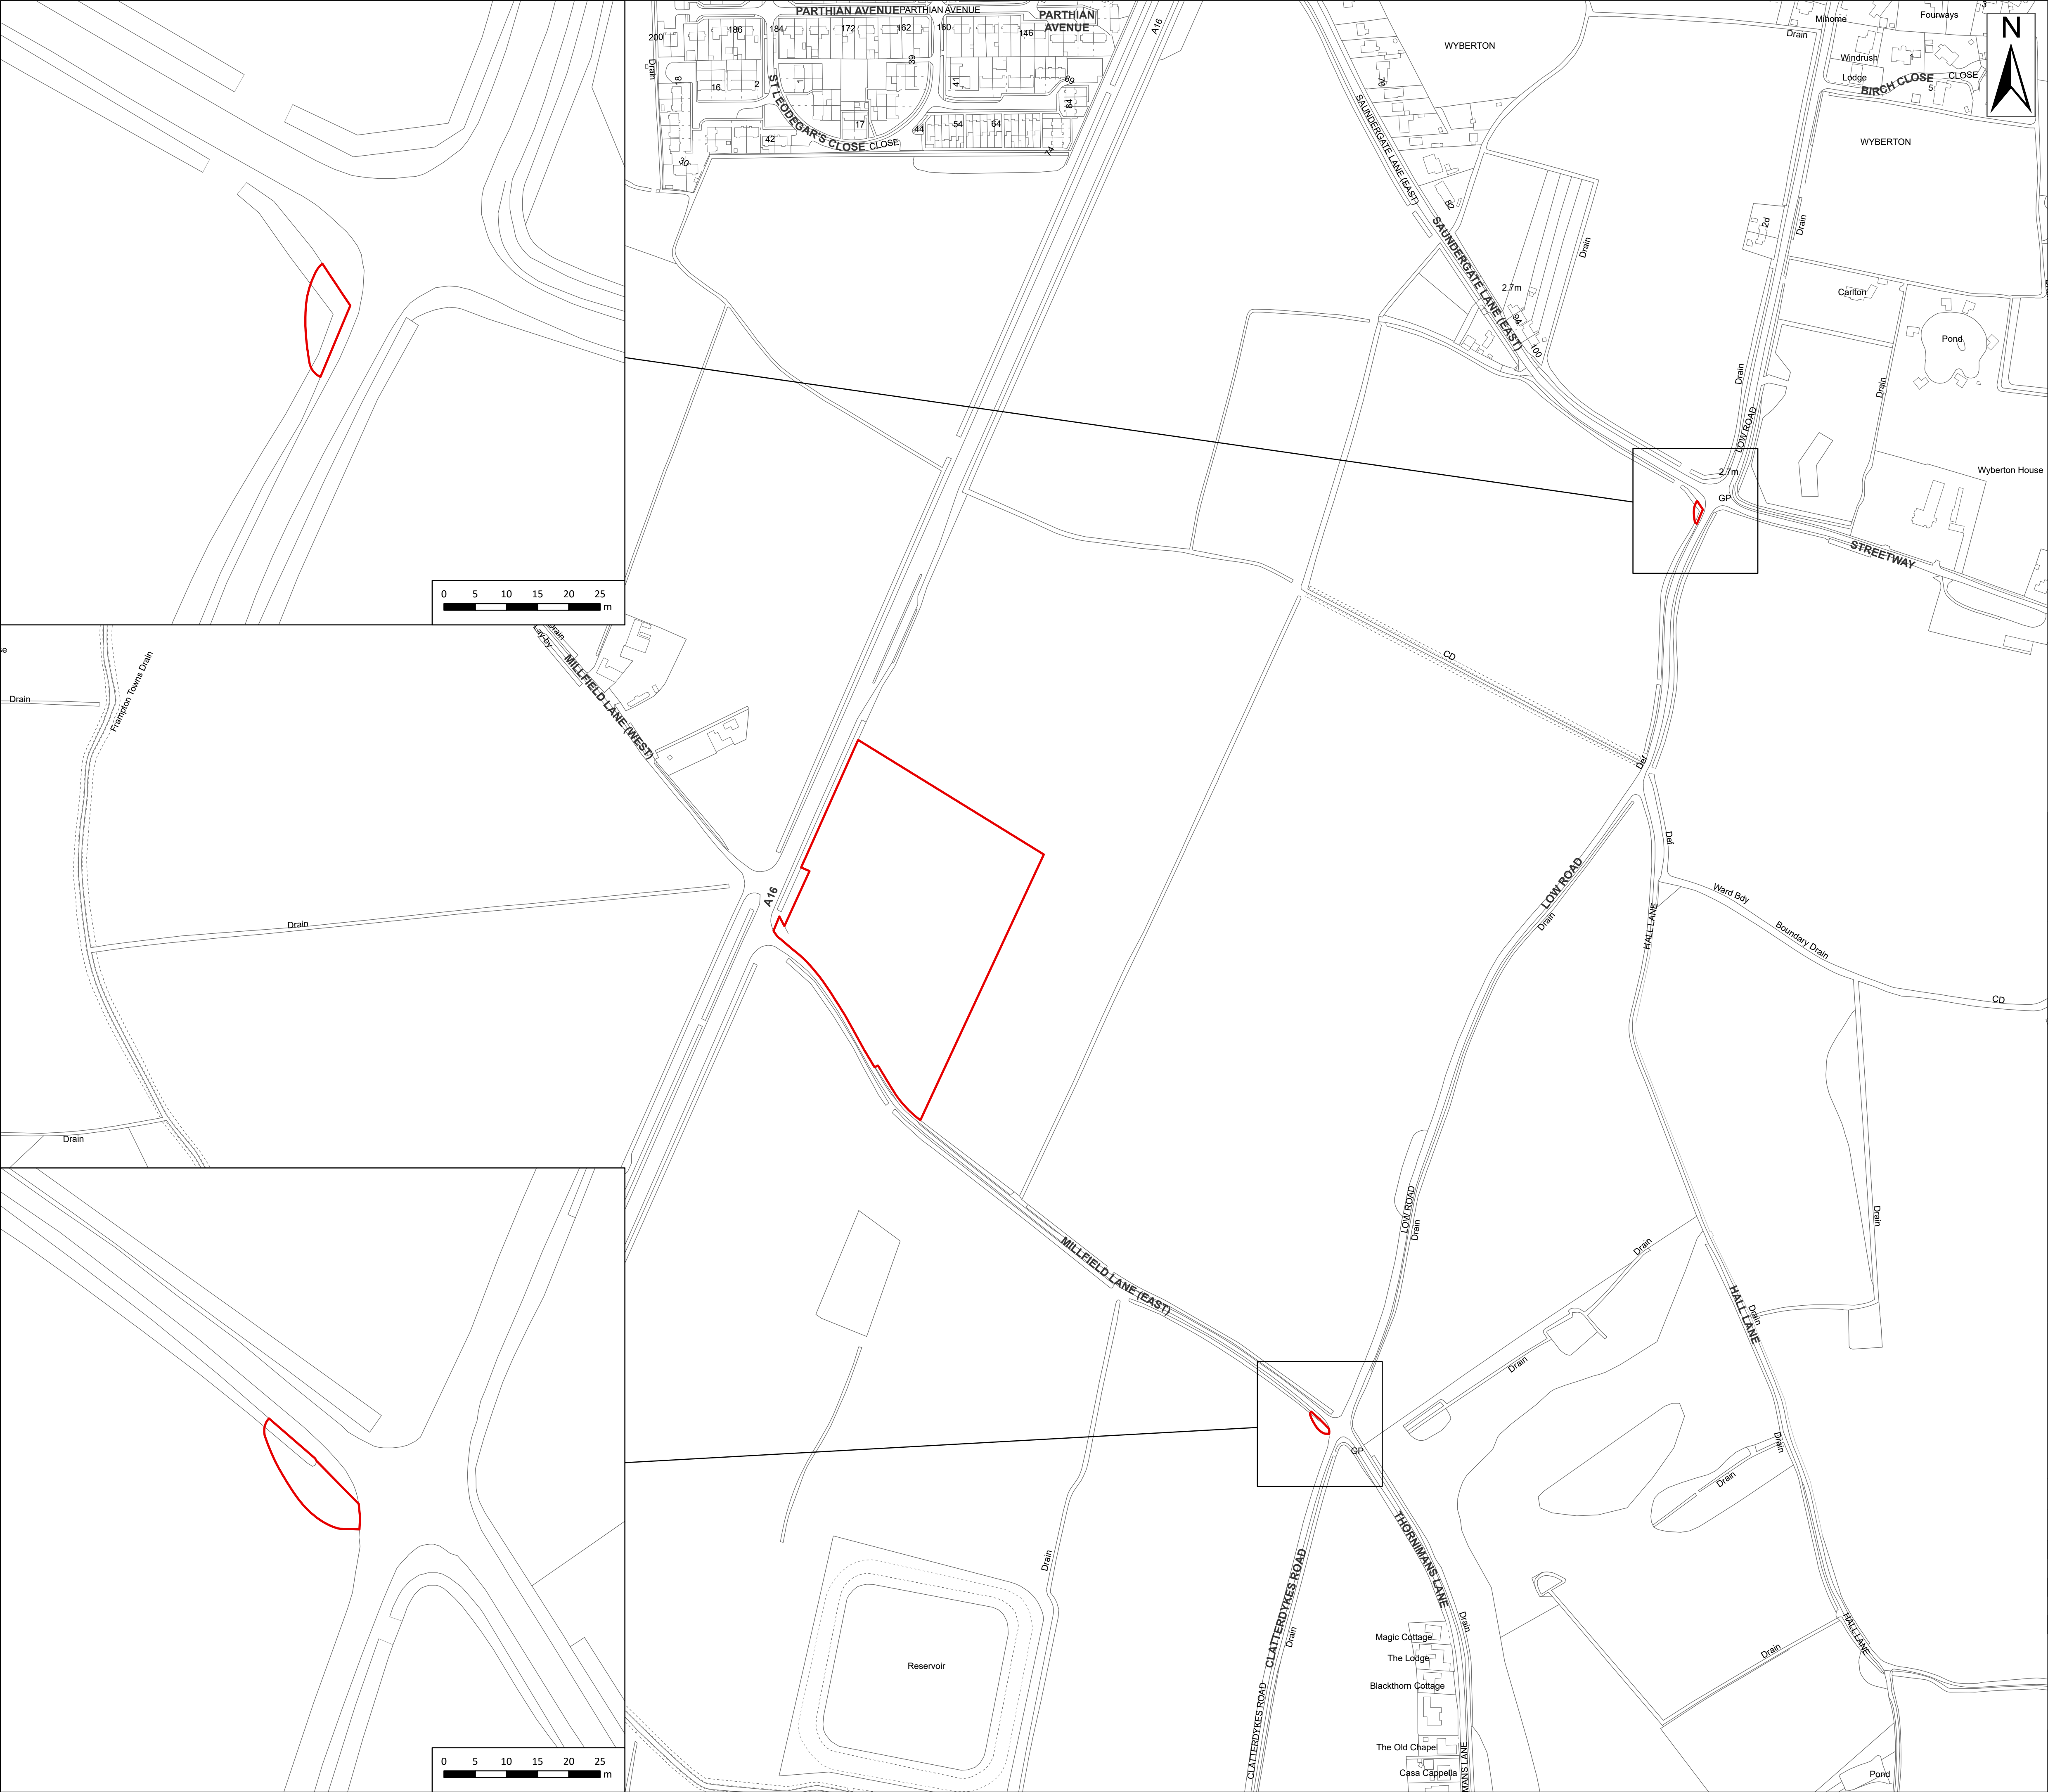 PARTHIAN AVENUE
PARTHIAN AVENUE
PARTHIAN
AVENUE
200
186
184
172
162
160
146
A16
Drain
18
16
2
1
39
41
69
84
ST LEODEGAR'S CLOSE
CLOSE
17
44
54
64
74
42
30
WYBERTON
70
SAUNDERGATE LANE (EAST)
82
SAUNDERGATE LANE (EAST)
2.7m
94
100
Drain
Mihome
Fourways
3
Drain
Windrush
1
Lodge
BIRCH CLOSE
CLOSE
5
N
WYBERTON
2d
Drain
Carlton
Pond
Drain
Drain
LOW ROAD
2.7m
GP
Wyberton House
STREETWAY
0 5 10 15 20 25 m
Drain
Lay-by
MILLFIELD LANE (WEST)
se
Drain
Frampton Towns Drain
CD
Def
Def
A16
Drain
LOW ROAD
Drain
HALL LANE
Ward Bdy
Boundary Drain
CD
Drain
LOW ROAD
Drain
Drain
Drain
MILLFIELD LANE (EAST)
HALL LANE
Drain
Drain
GP
Drain
Drain
THORNIMANS LANE
CLATTERDYKES ROAD
Drain
Drain
Drain
HALL LANE
Drain
Magic Cottage
The Lodge
Blackthorn Cottage
Reservoir
CLATTERDYKES ROAD
The Old Chapel
MANS LANE
Casa Cappella
Pond
0 5 10 15 20 25 m